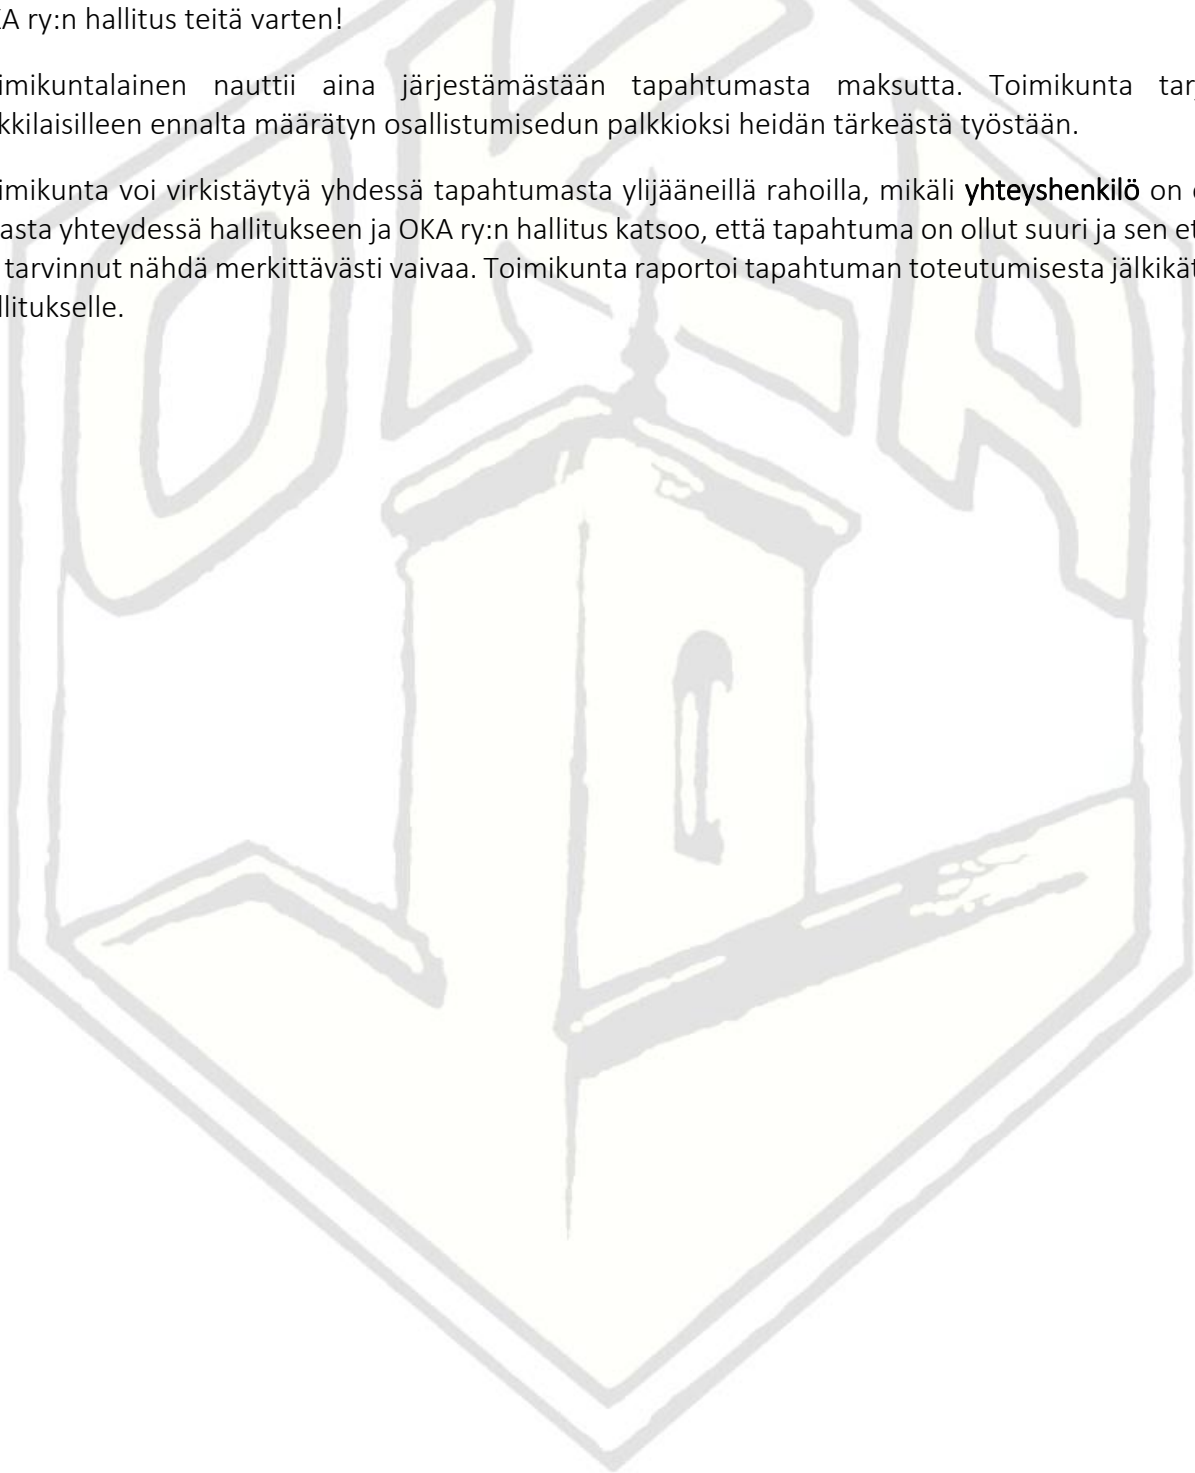 A ry:n hallitus teitä varten!
imikuntalainen nauttii aina järjestämästään tapahtumasta maksutta. Toimikunta tar
kkilaisilleen ennalta määrätyn osallistumisedun palkkioksi heidän tärkeästä työstään.
imikunta voi virkistäytyä yhdessä tapahtumasta ylijääneillä rahoilla, mikäli yhteyshenkilö on
asta yhteydessä hallitukseen ja OKA ry:n hallitus katsoo, että tapahtuma on ollut suuri ja sen et
tarvinnut nähdä merkittävästi vaivaa. Toimikunta raportoi tapahtuman toteutumisesta jälkikät
llitukselle.
OKA